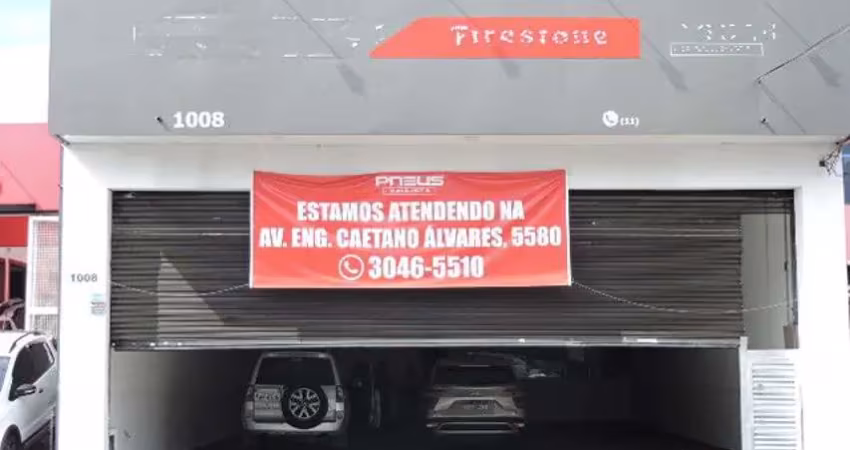 Firestone
1008
(11)
PNEUS
ESTAMOS ATENDENDO NA
AV. ENG. CAETANO ÁLVARES, 5580
3046-5510
1008